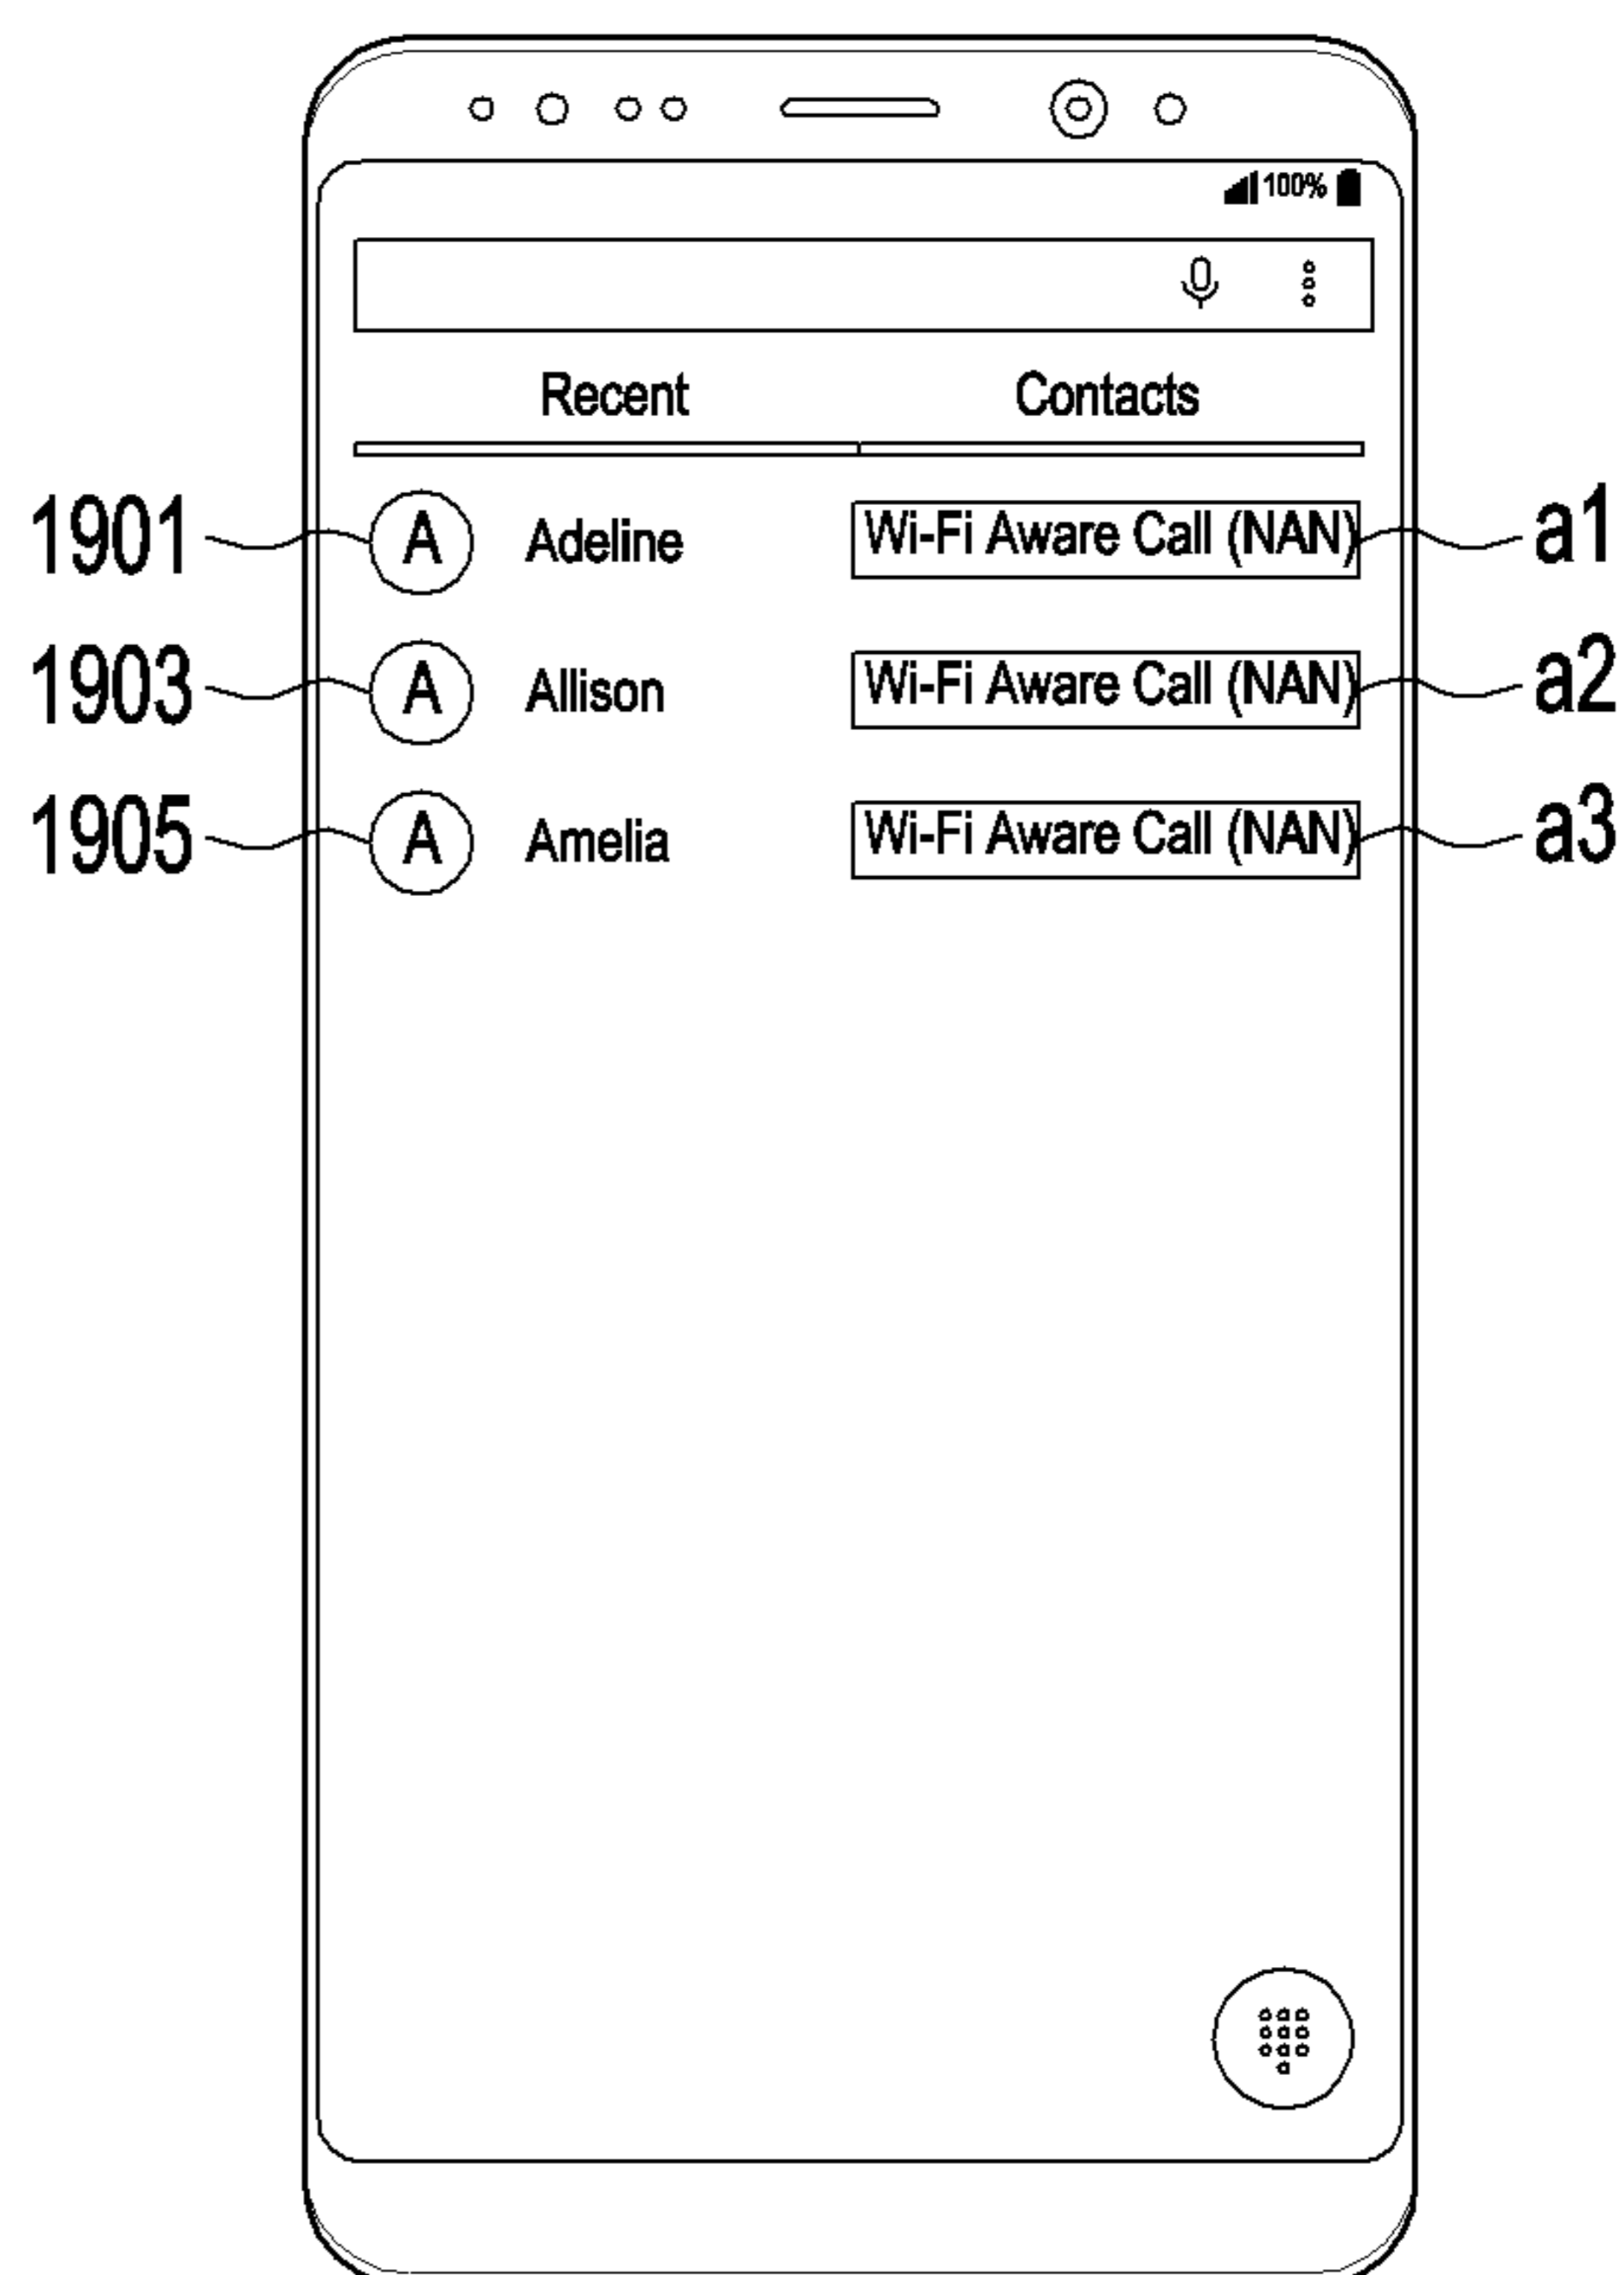 100%
Recent Contacts
1901 A Adeline Wi-Fi Aware Call (NAN) a1
1903 A Allison Wi-Fi Aware Call (NAN) a2
1905 A Amelia Wi-Fi Aware Call (NAN) a3